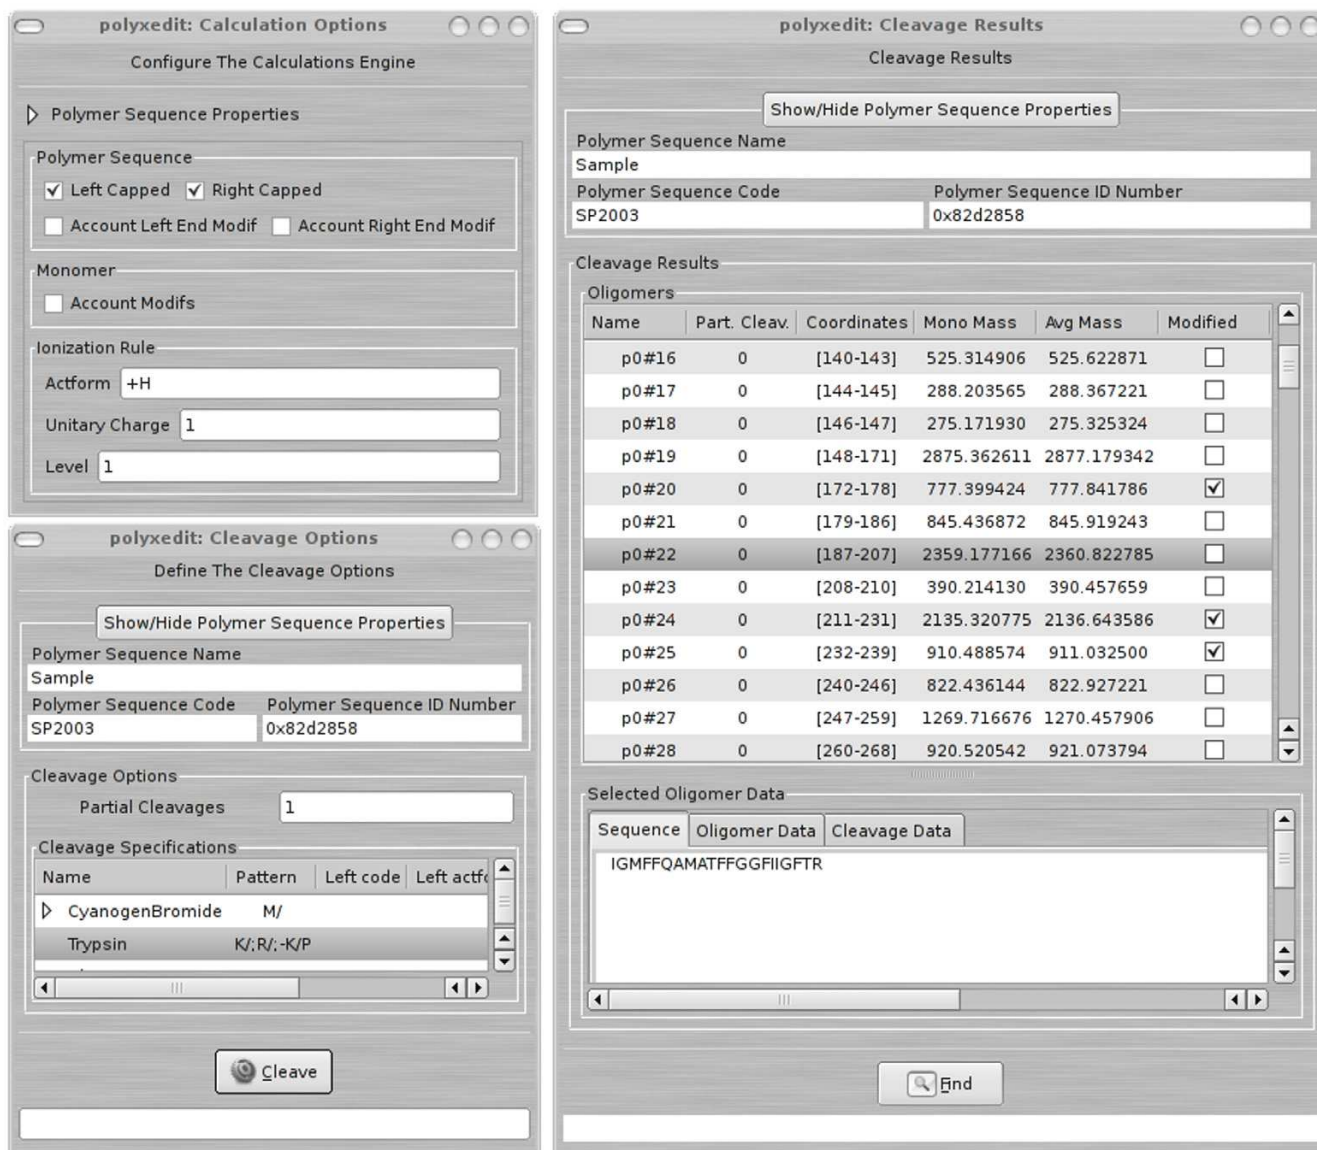 polyxedit: Calculation Options
Configure The Calculations Engine
Polymer Sequence Properties
Polymer Sequence
Left Capped Right Capped
Account Left End Modif Account Right End Modif
Monomer
Account Modifs
Ionization Rule
Actform +H
Unitary Charge 1
Level 1
polyxedit: Cleavage Options
Define The Cleavage Options
Show/Hide Polymer Sequence Properties
Polymer Sequence Name
Sample
Polymer Sequence Code Polymer Sequence ID Number
SP2003 0x82d2858
Cleavage Options
Partial Cleavages 1
Cleavage Specifications
Name Pattern Left code Left actfo
CyanogenBromide M/
Trypsin K/;R/;-K/P
Cleave
polyxedit: Cleavage Results
Cleavage Results
Show/Hide Polymer Sequence Properties
Polymer Sequence Name
Sample
Polymer Sequence Code Polymer Sequence ID Number
SP2003 0x82d2858
Cleavage Results
Oligomers
Name Part. Cleav. Coordinates Mono Mass Avg Mass Modified
p0#16 0 [140-143] 525.314906 525.622871
p0#17 0 [144-145] 288.203565 288.367221
p0#18 0 [146-147] 275.171930 275.325324
p0#19 0 [148-171] 2875.362611 2877.179342
p0#20 0 [172-178] 777.399424 777.841786
p0#21 0 [179-186] 845.436872 845.919243
p0#22 0 [187-207] 2359.177166 2360.822785
p0#23 0 [208-210] 390.214130 390.457659
p0#24 0 [211-231] 2135.320775 2136.643586
p0#25 0 [232-239] 910.488574 911.032500
p0#26 0 [240-246] 822.436144 822.927221
p0#27 0 [247-259] 1269.716676 1270.457906
p0#28 0 [260-268] 920.520542 921.073794
Selected Oligomer Data
Sequence Oligomer Data Cleavage Data
IGMFFQAMATFFGGFIIGFTR
Find